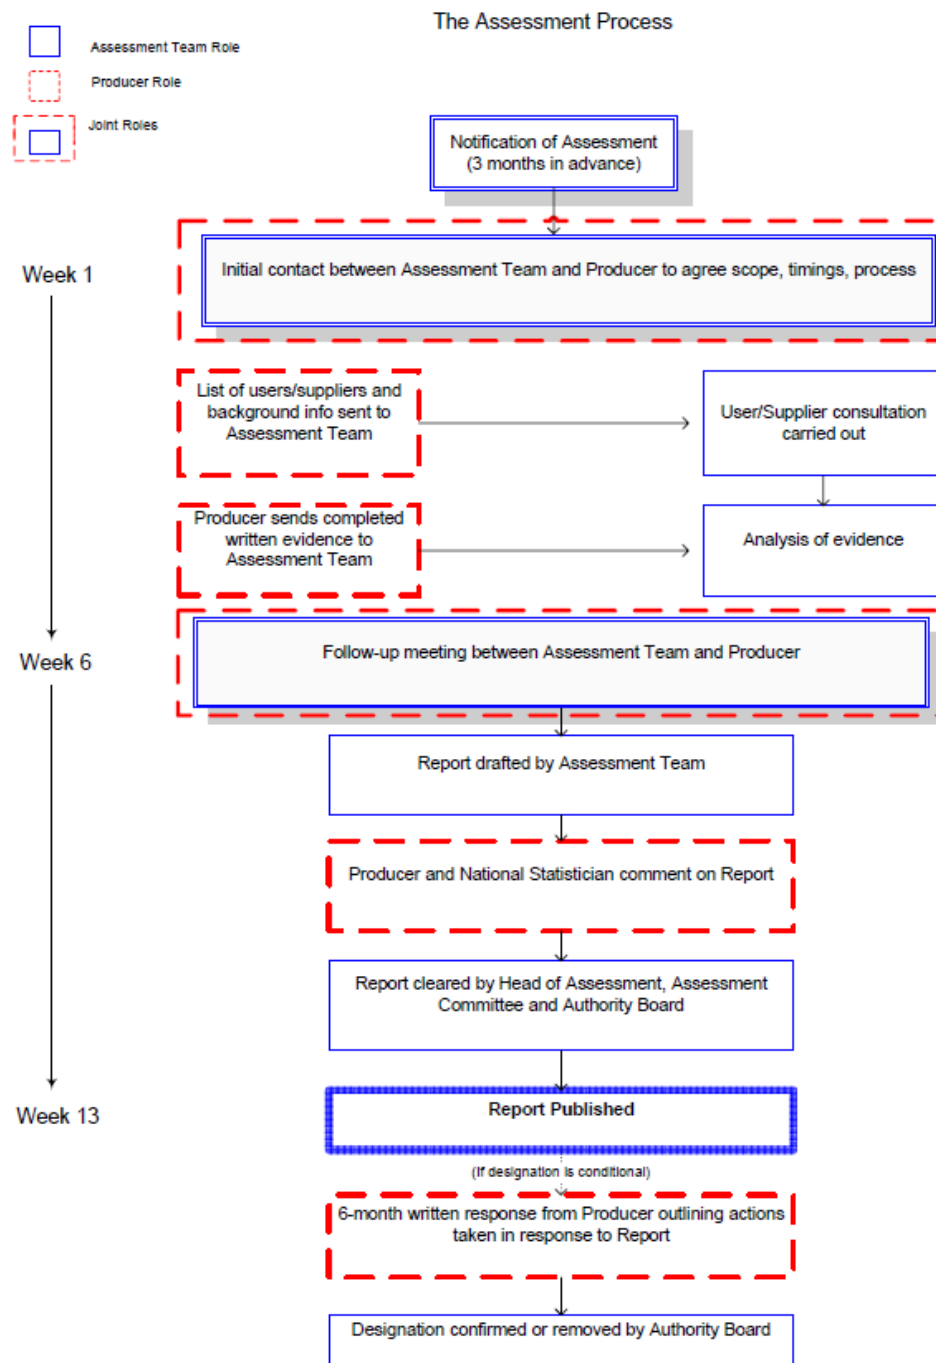 The Assessment Process
Assessment Team Role
Producer Role
Joint Roles
Notification of Assessment
(3 months in advance)
Week 1
Initial contact between Assessment Team and Producer to agree scope, timings, process
List of users/suppliers and
background info sent to
Assessment Team
User/Supplier consultation
carried out
Producer sends completed
written evidence to
Assessment Team
Analysis of evidence
Week 6
Follow-up meeting between Assessment Team and Producer
Report drafted by Assessment Team
Producer and National Statistician comment on Report
Report cleared by Head of Assessment, Assessment
Committee and Authority Board
Week 13
Report Published
(If designation is conditional)
6-month written response from Producer outlining actions
taken in response to Report
Designation confirmed or removed by Authority Board